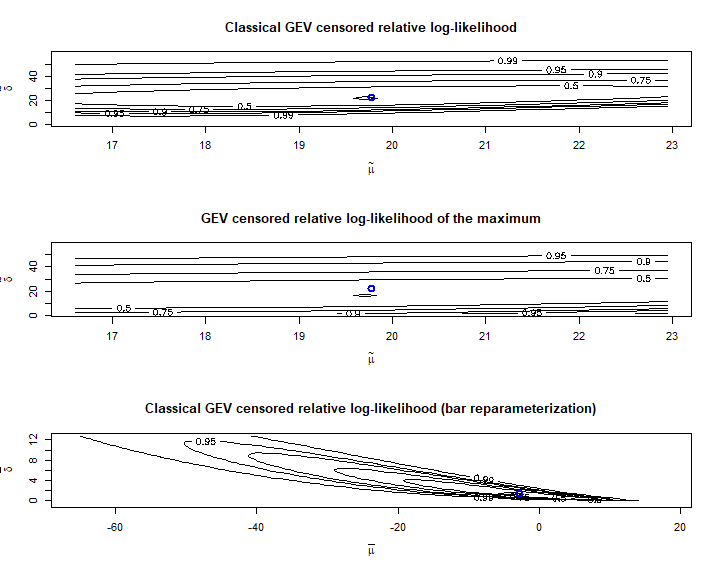 Classical GEV censored relative log-likelihood
0.99
0.95
0.9
0.75
0.5
0.5
0.75
0.9
0.95
0.99
0 20 40
17 18 19 20 21 22 23
μ̃
GEV censored relative log-likelihood of the maximum
0.95
0.9
0.75
0.5
0.5
0.75
0.9
0.95
0 20 40
17 18 19 20 21 22 23
μ̃
Classical GEV censored relative log-likelihood (bar reparameterization)
0.95
0.99
0.99
0 4 8 12
-60 -40 -20 0 20
μ̅